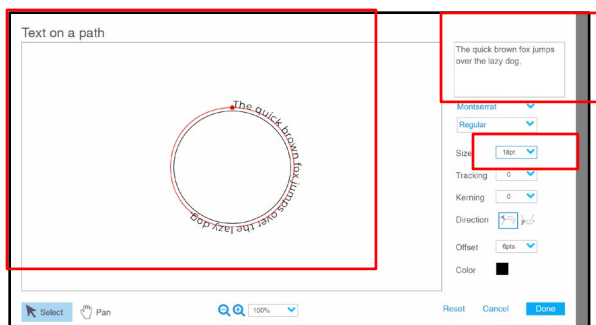 Text on a path
The quick brown fox jumps
over the lazy dog,
The quick brown fox jumps over the lazy dog
Montserrat
Regular
Size 18pt
Tracking 0
Kerning 0
Direction
Offset 6pts
Color
Select Pan 100% Reset Cancel Done